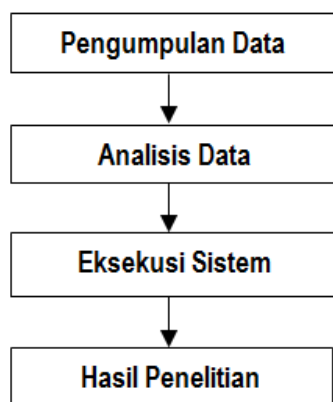 Pengumpulan Data
Analisis Data
Eksekusi Sistem
Hasil Penelitian